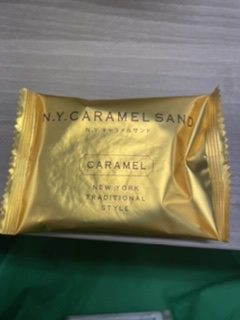 N.Y.CARAMEL SAND
N.Y.キャラメルサンド
CARAMEL
NEW YORK
TRADITIONAL
STYLE